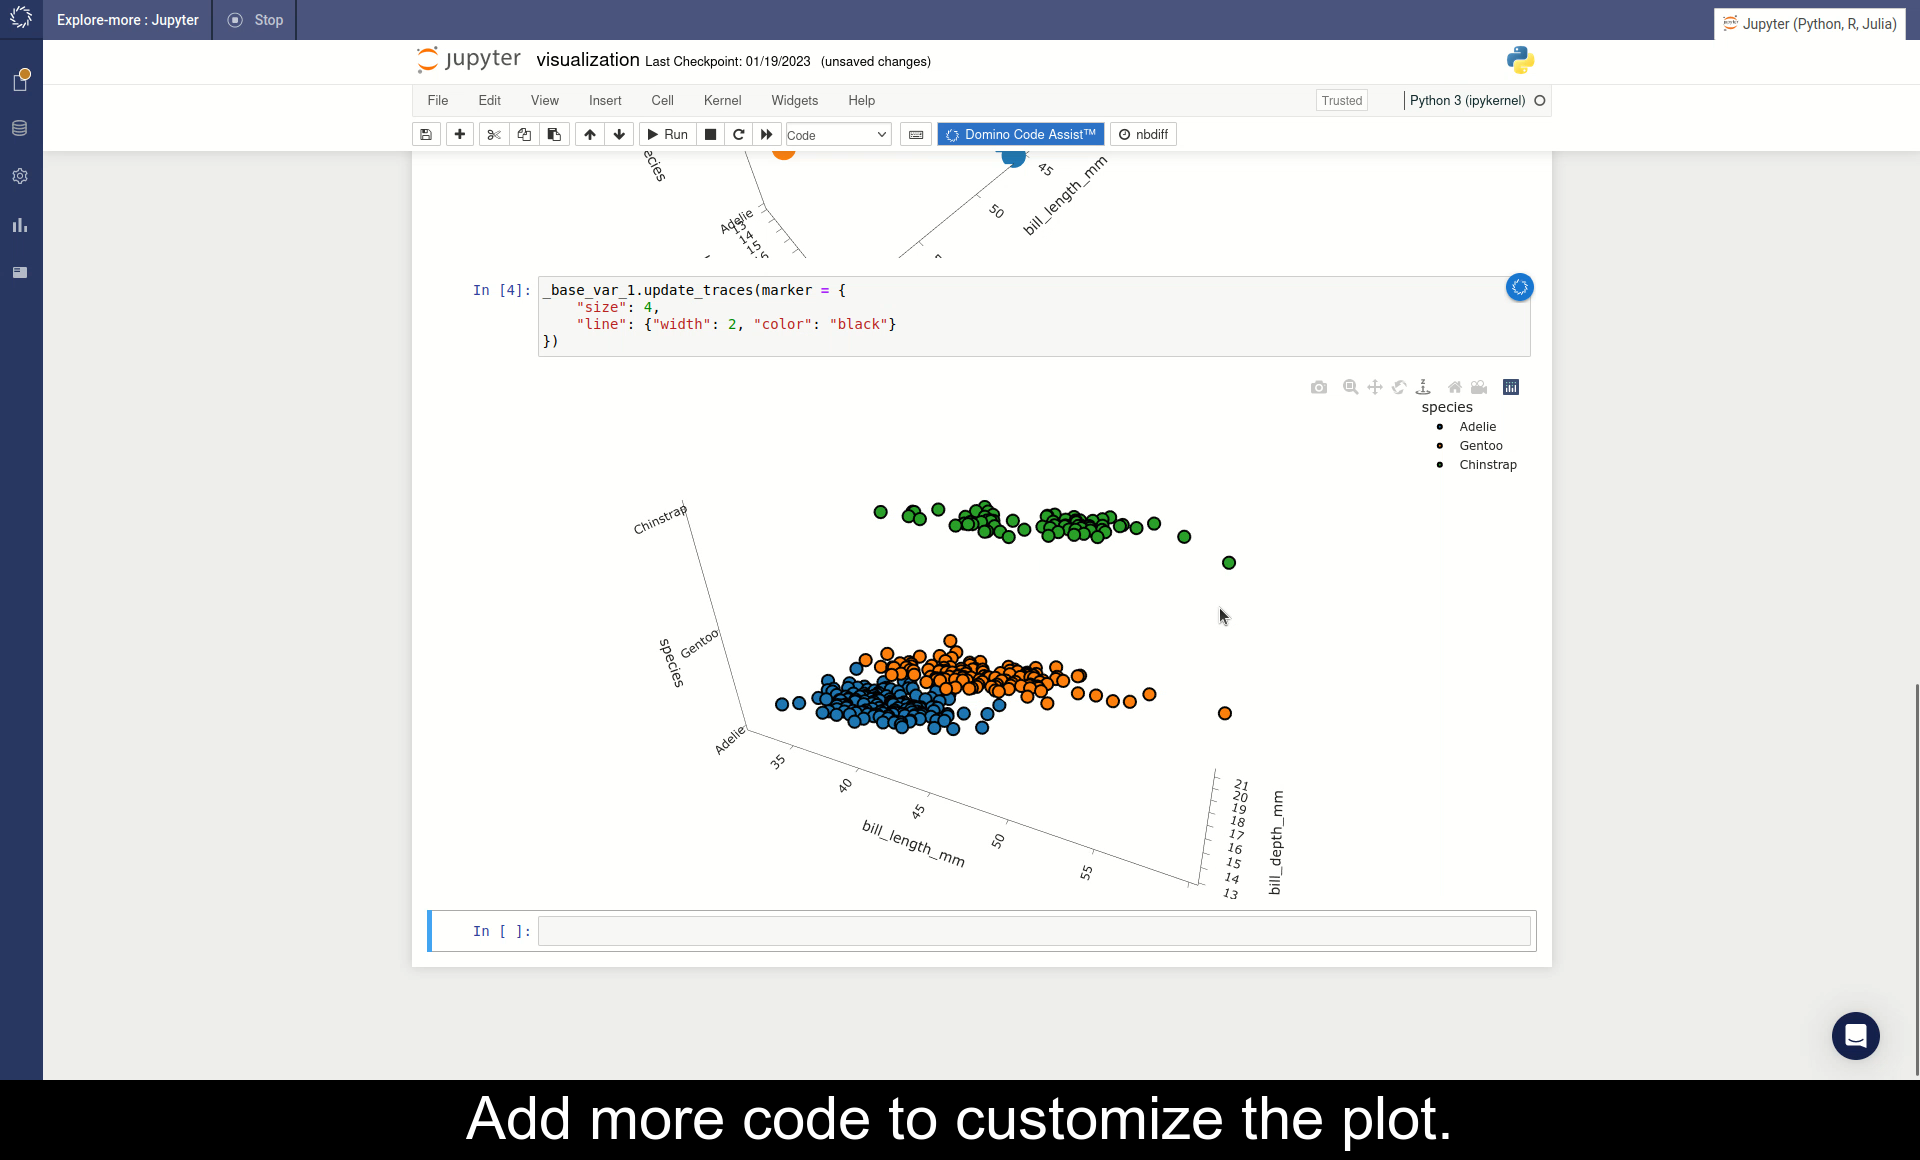 Explore-more : Jupyter
Stop
Jupyter (Python, R, Julia)
jupyter visualization Last Checkpoint: 01/19/2023 (unsaved changes)
File Edit View Insert Cell Kernel Widgets Help
Trusted
Python 3 (ipykernel)
Run
Code
Domino Code Assist™
nbdiff
Adelie
13
14
15
45
50
bill_length_mm
In [4]:
_base_var_1.update_traces(marker = {
"size": 4,
"line": {"width": 2, "color": "black"}
})
species
Adelie
Gentoo
Chinstrap
Chinstrap
Gentoo
species
Adelie
35
40
45
50
55
bill_length_mm
21
20
19
18
17
16
15
14
13
bill_depth_mm
In [ ]:
Add more code to customize the plot.